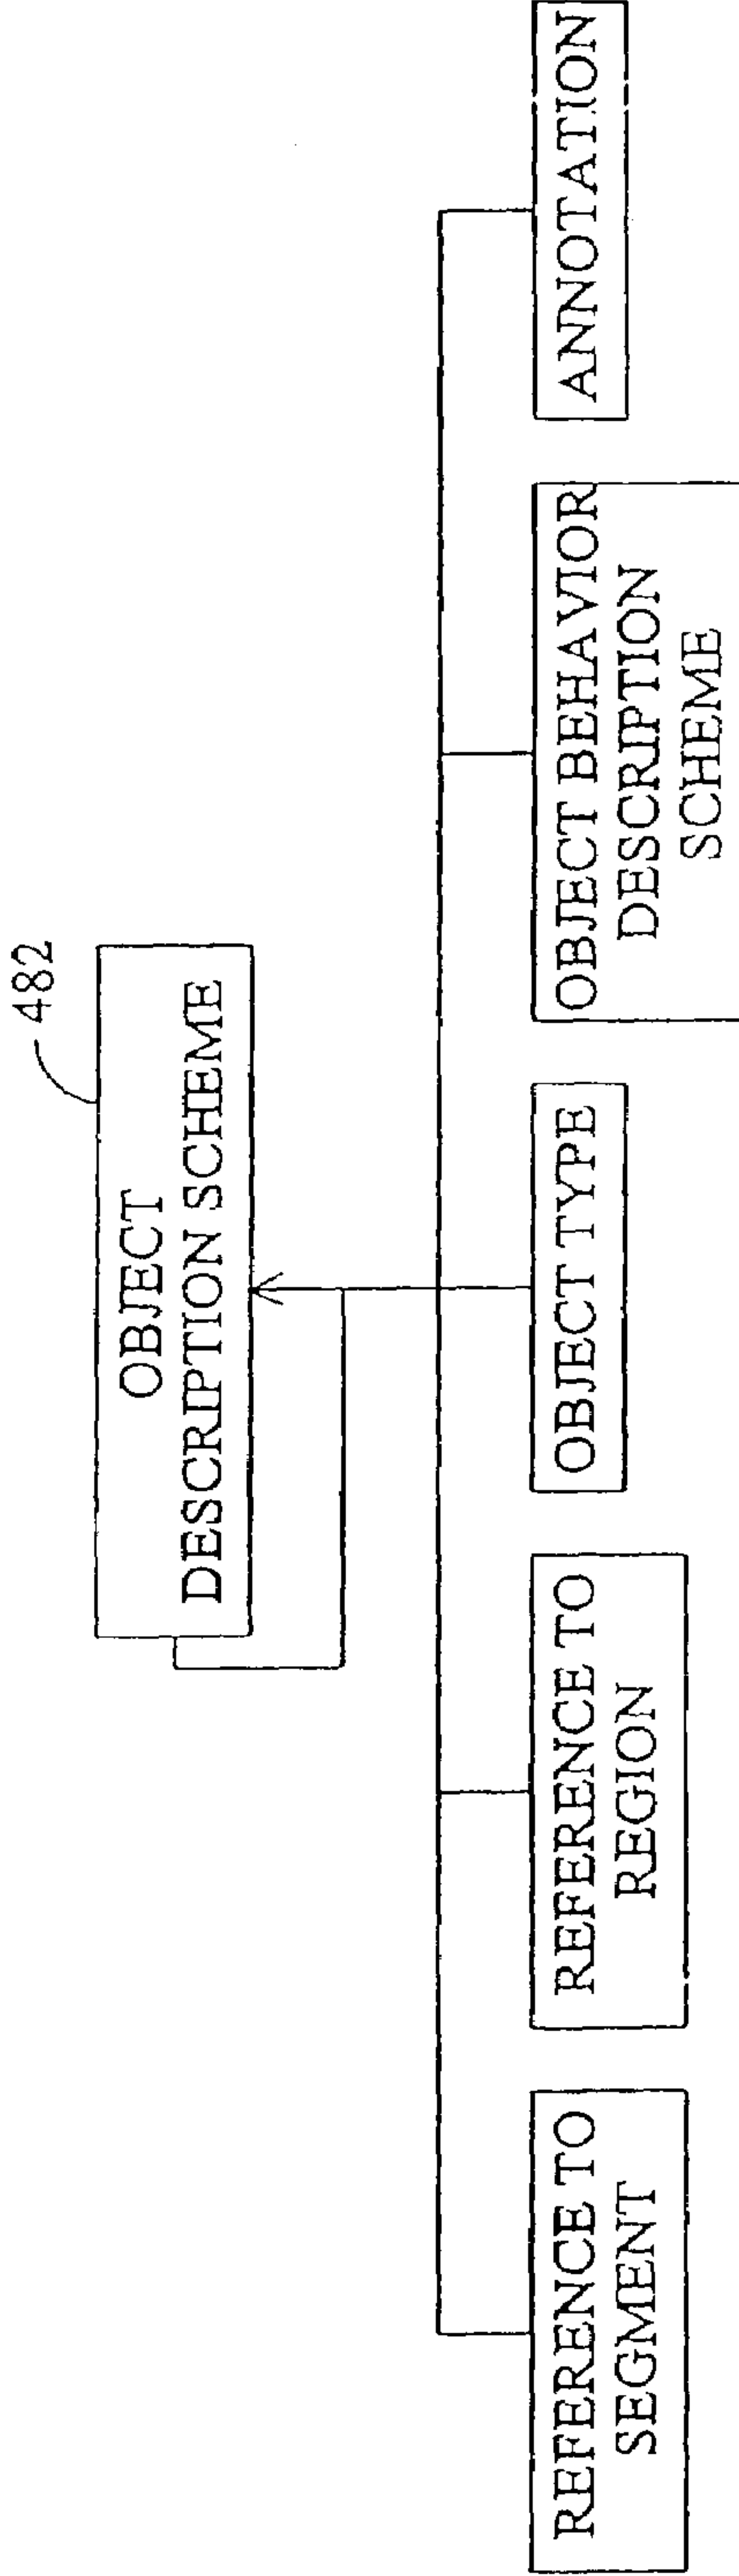 482
OBJECT
DESCRIPTION SCHEME
REFERENCE TO
SEGMENT
REFERENCE TO
REGION
OBJECT TYPE
OBJECT BEHAVIOR
DESCRIPTION
SCHEME
ANNOTATION